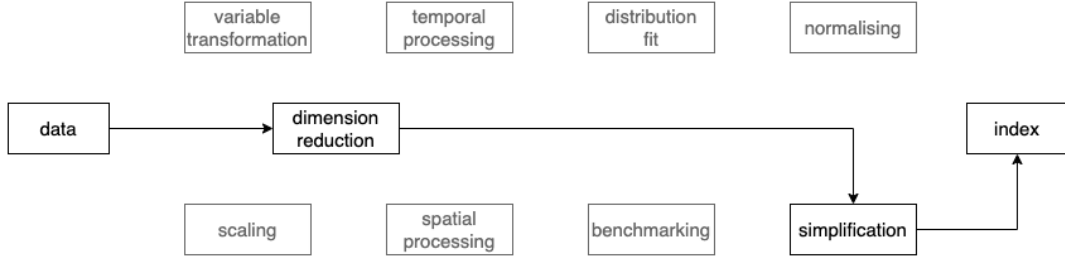 variable
transformation
temporal
processing
distribution
fit
normalising
data
dimension
reduction
index
scaling
spatial
processing
benchmarking
simplification